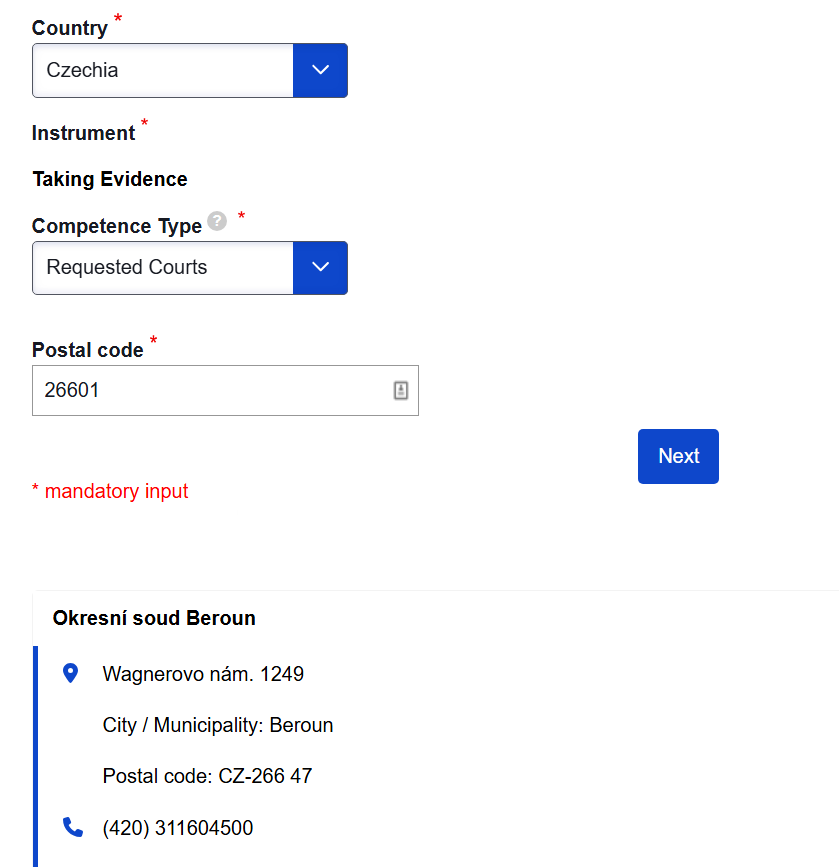 Country *
Czechia
Instrument *
Taking Evidence
Competence Type ? *
Requested Courts
Postal code *
26601
Next
* mandatory input
Okresní soud Beroun
Wagnerovo nám. 1249
City / Municipality: Beroun
Postal code: CZ-266 47
(420) 311604500